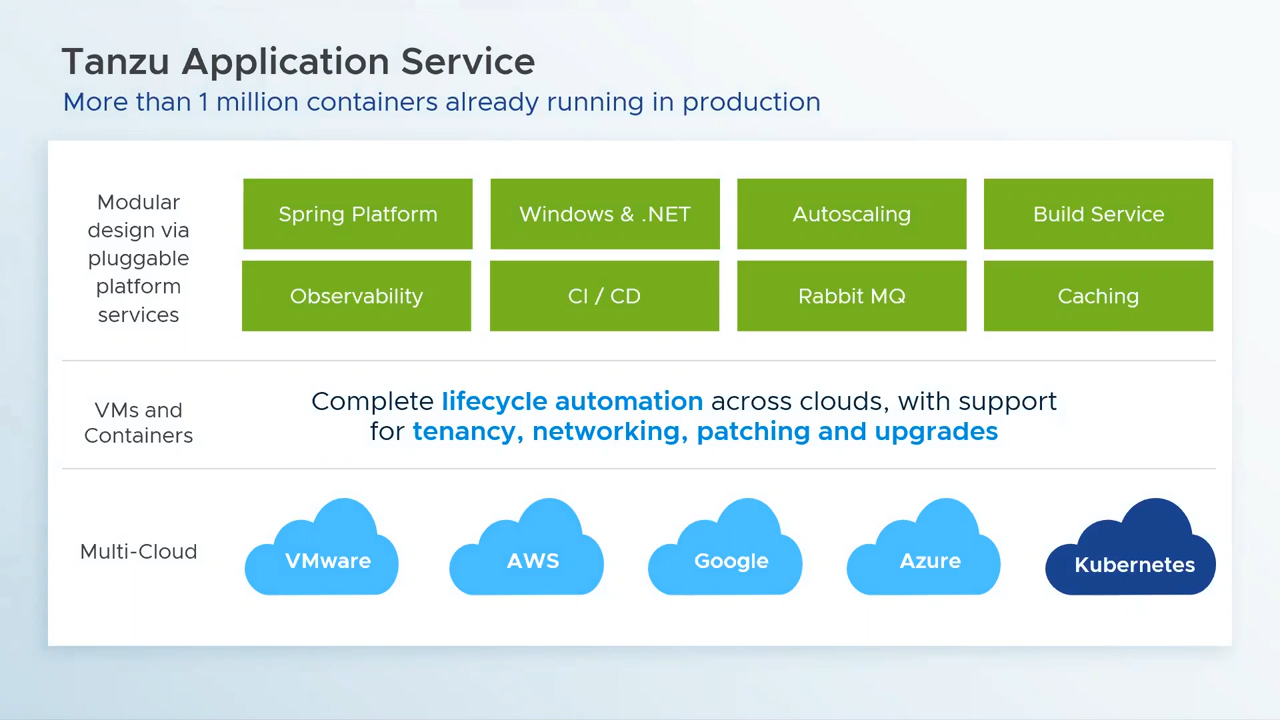 Tanzu Application Service
More than 1 million containers already running in production
Modular
design via
pluggable
platform
services
Spring Platform
Windows & .NET
Autoscaling
Build Service
Observability
CI / CD
Rabbit MQ
Caching
VMs and
Containers
Complete lifecycle automation across clouds, with support
for tenancy, networking, patching and upgrades
Multi-Cloud
VMware
AWS
Google
Azure
Kubernetes